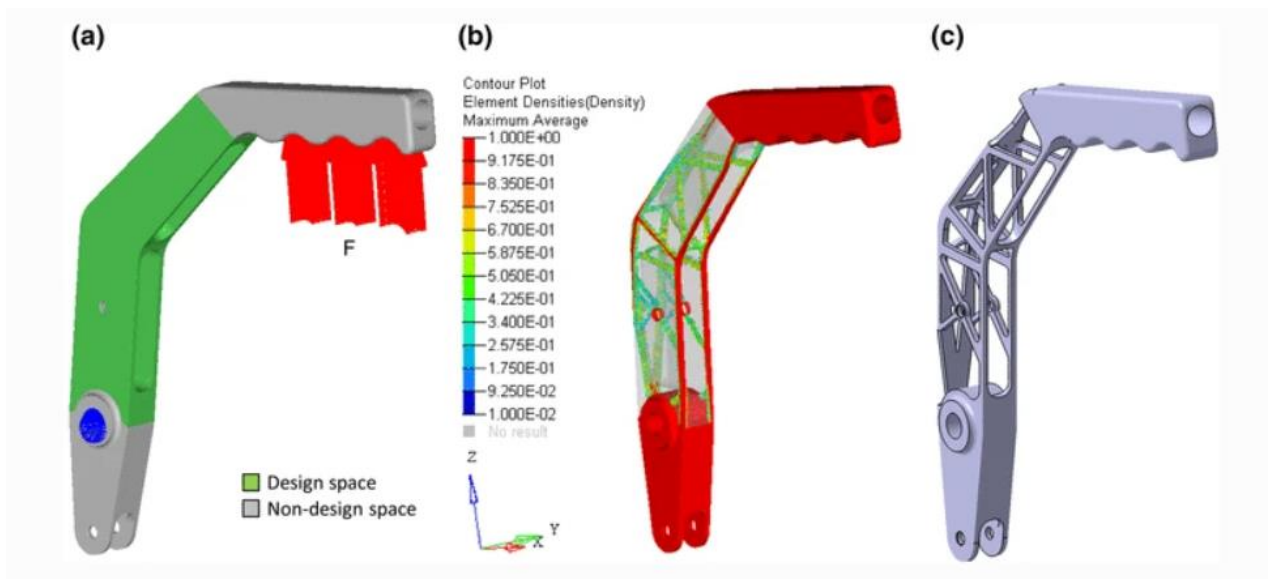 (a)
(b)
(c)
Contour Plot
Element Densities(Density)
Maximum Average
1.000E+00
9.175E-01
8.350E-01
7.525E-01
6.700E-01
5.875E-01
5.050E-01
4.225E-01
3.400E-01
2.575E-01
1.750E-01
9.250E-02
1.000E-02
No result
F
Design space
Non-design space
Z
Y
X